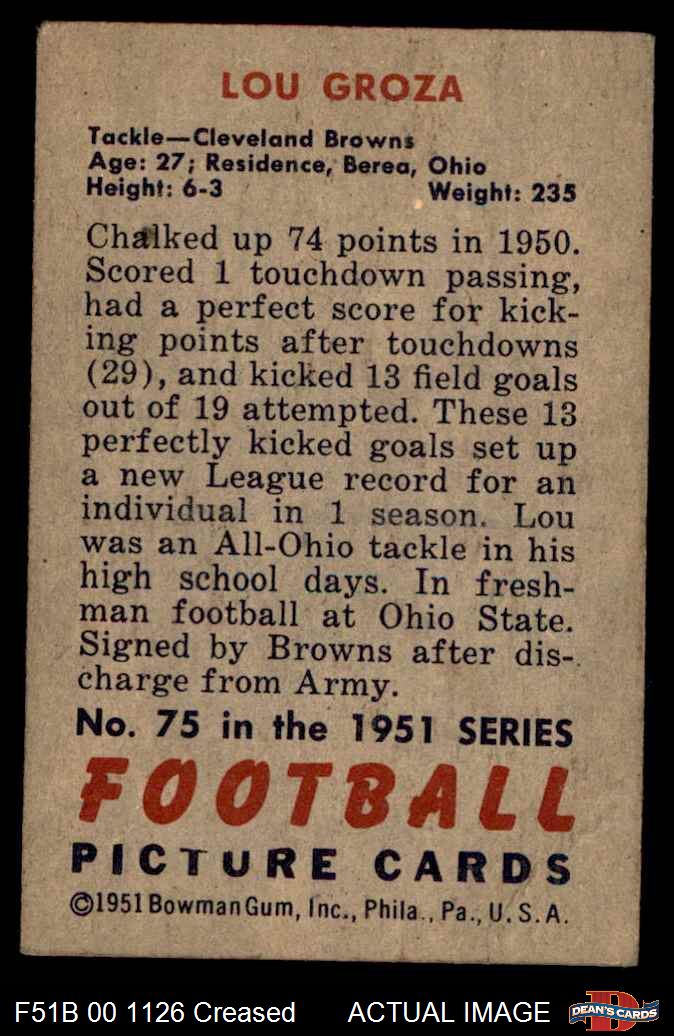 LOU GROZA
Tackle—Cleveland Browns
Age: 27; Residence, Berea, Ohio
Height: 6-3 Weight: 235
Chalked up 74 points in 1950.
Scored 1 touchdown passing,
had a perfect score for kick-
ing points after touchdowns
(29), and kicked 13 field goals
out of 19 attempted. These 13
perfectly kicked goals set up
a new League record for an
individual in 1 season. Lou
was an All-Ohio tackle in his
high school days. In fresh-
man football at Ohio State.
Signed by Browns after dis-
charge from Army.
No. 75 in the 1951 SERIES
FOOTBALL
PICTURE CARDS
©1951 Bowman Gum, Inc., Phila., Pa., U. S. A.
F51B 00 1126 Creased ACTUAL IMAGE
D
DEAN'S CARDS